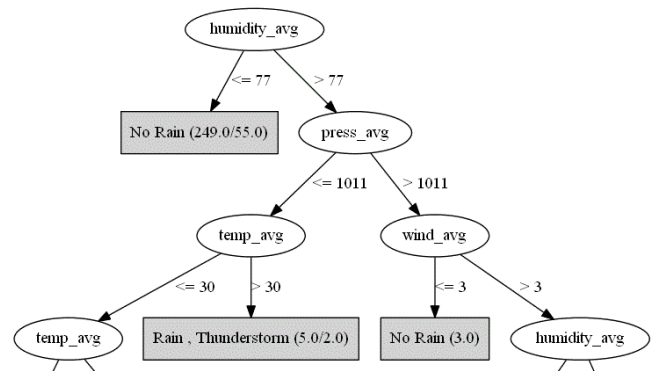 humidity_avg
<= 77
> 77
No Rain (249.0/55.0)
press_avg
<= 1011
> 1011
temp_avg
wind_avg
<= 30
> 30
<= 3
> 3
temp_avg
Rain , Thunderstorm (5.0/2.0)
No Rain (3.0)
humidity_avg